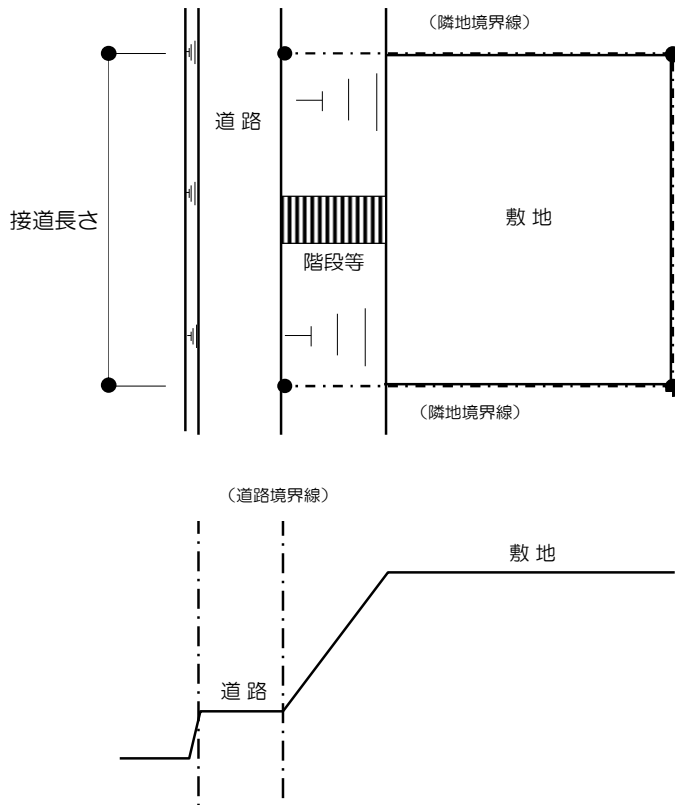 （隣地境界線）
道 路
接道長さ
敷 地
階段等
（隣地境界線）
（道路境界線）
敷 地
道 路